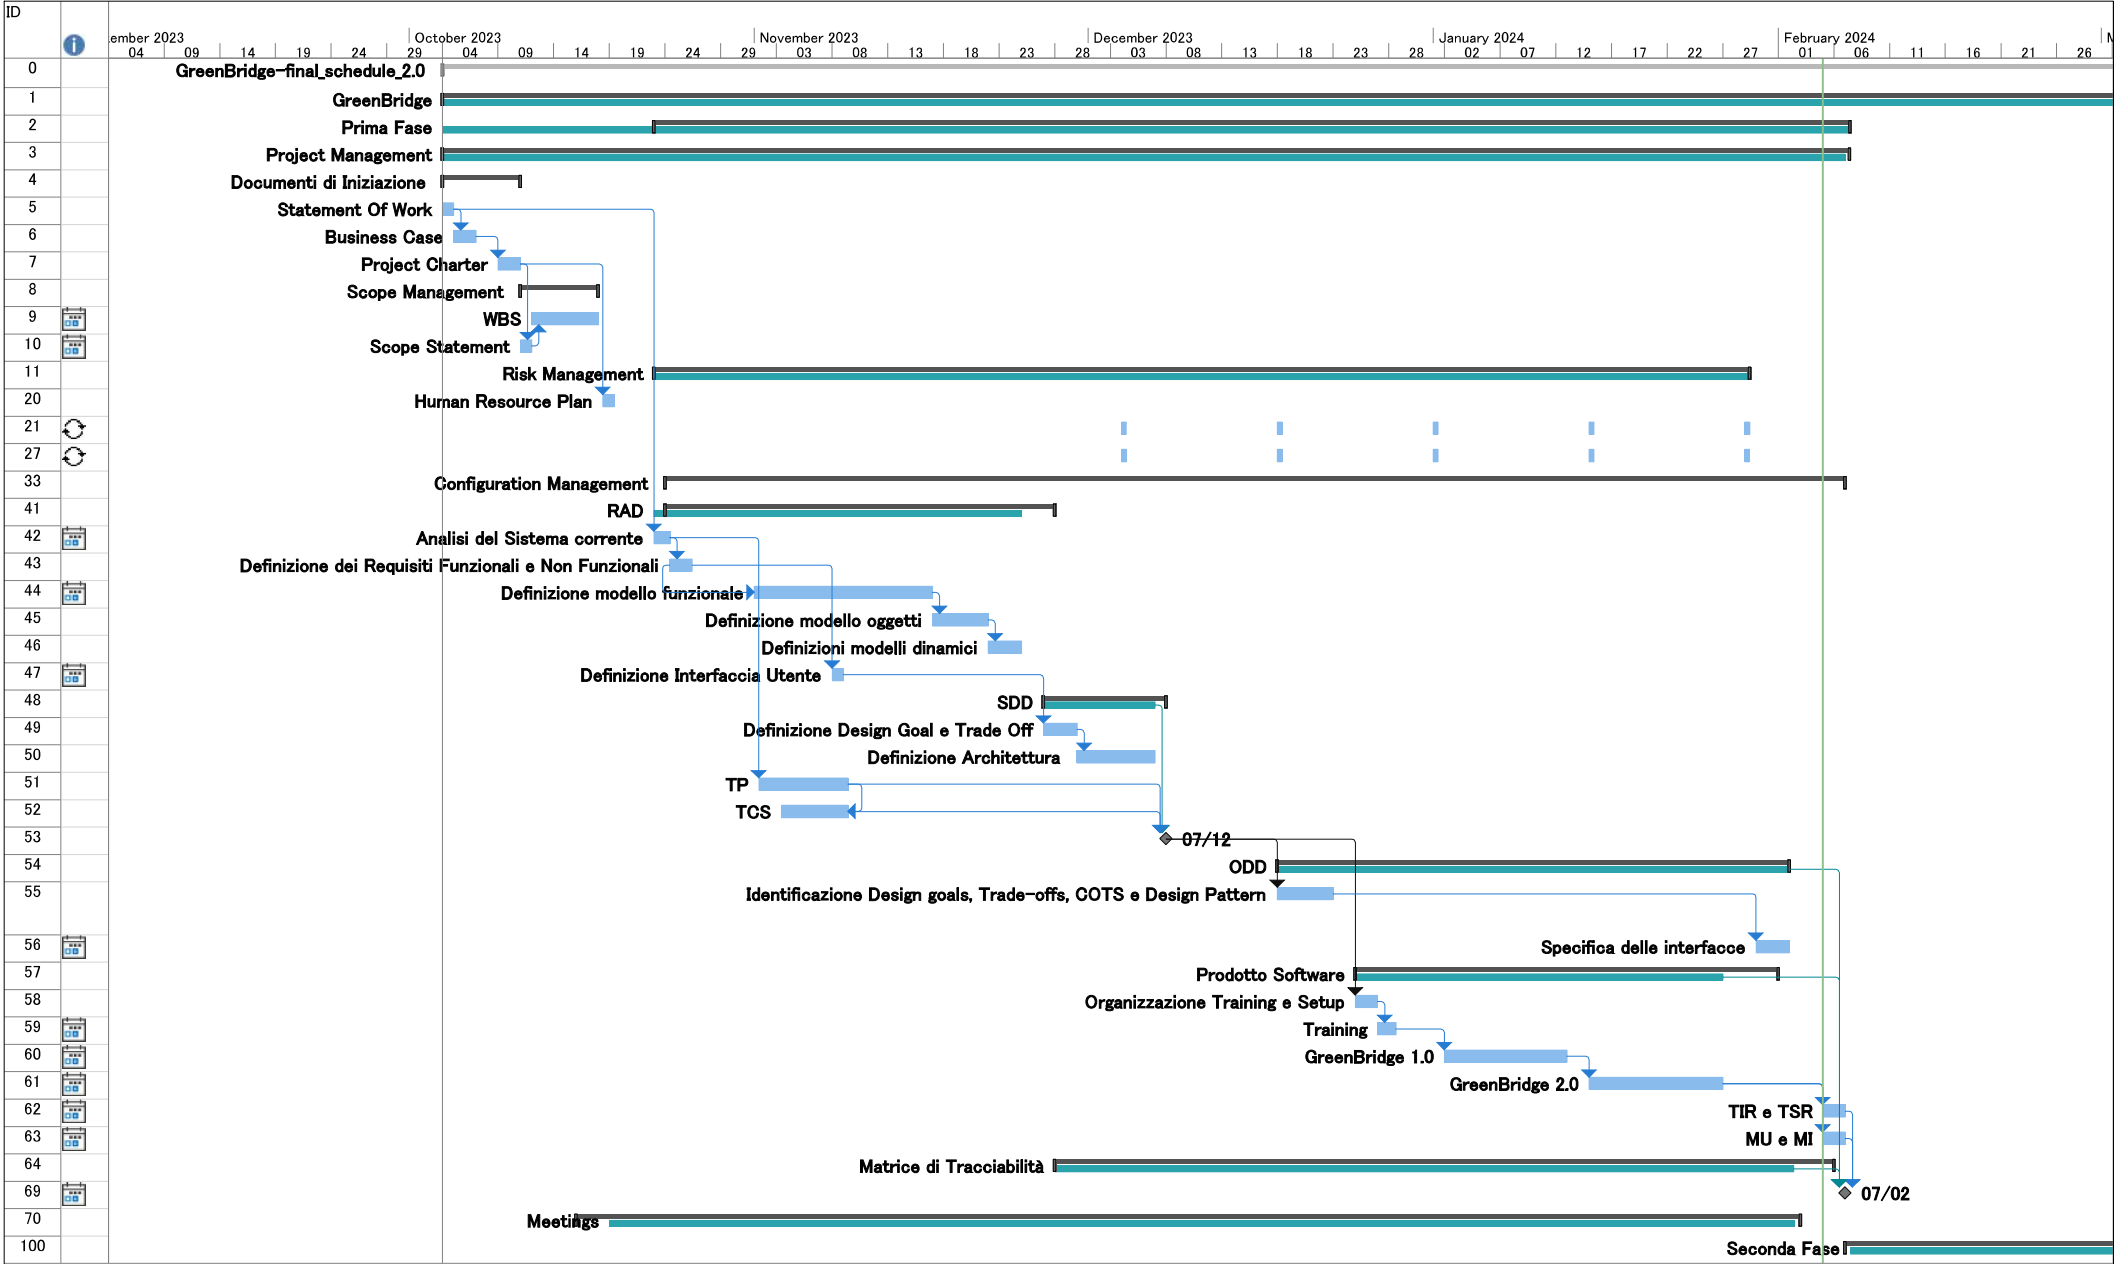 ID
ember 2023 October 2023 November 2023 December 2023 January 2024 February 2024 M
04 09 14 19 24 29 04 09 14 19 24 29 03 08 13 18 23 28 03 08 13 18 23 28 02 07 12 17 22 27 01 06 11 16 21 26
0 GreenBridge-final_schedule_2.0
1 GreenBridge
2 Prima Fase
3 Project Management
4 Documenti di Iniziazione
5 Statement Of Work
6 Business Case
7 Project Charter
8 Scope Management
9 WBS
10 Scope Statement
11 Risk Management
20 Human Resource Plan
21
27
33 Configuration Management
41 RAD
42 Analisi del Sistema corrente
43 Definizione dei Requisiti Funzionali e Non Funzionali
44 Definizione modello funzionale
45 Definizione modello oggetti
46 Definizioni modelli dinamici
47 Definizione Interfaccia Utente
48 SDD
49 Definizione Design Goal e Trade Off
50 Definizione Architettura
51 TP
52 TCS
53 07/12
54 ODD
55 Identificazione Design goals, Trade-offs, COTS e Design Pattern
56 Specifica delle interfacce
57 Prodotto Software
58 Organizzazione Training e Setup
59 Training
60 GreenBridge 1.0
61 GreenBridge 2.0
62 TIR e TSR
63 MU e MI
64 Matrice di Tracciabilità
69 07/02
70 Meetings
100 Seconda Fase